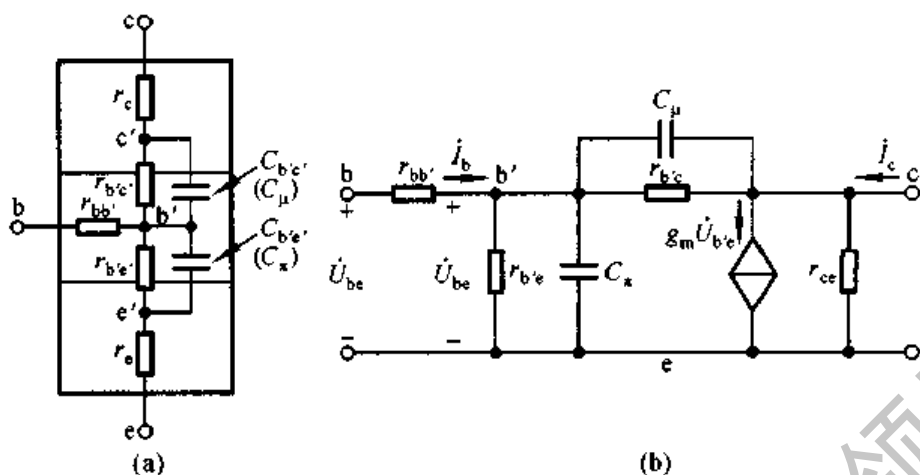 c
r_c
c′
r_b′c′
C_b′c′
(C_μ)
b
r_bb′
b′
r_b′e′
C_b′e′
(C_π)
e′
r_e
e
(a)
C_μ
b
r_bb′
İ_b
b′
r_b′c
İ_c
c
+
+
g_m U̇_b′e
U̇_be
U̇_be
r_b′e
C_π
r_ce
−
−
e
(b)